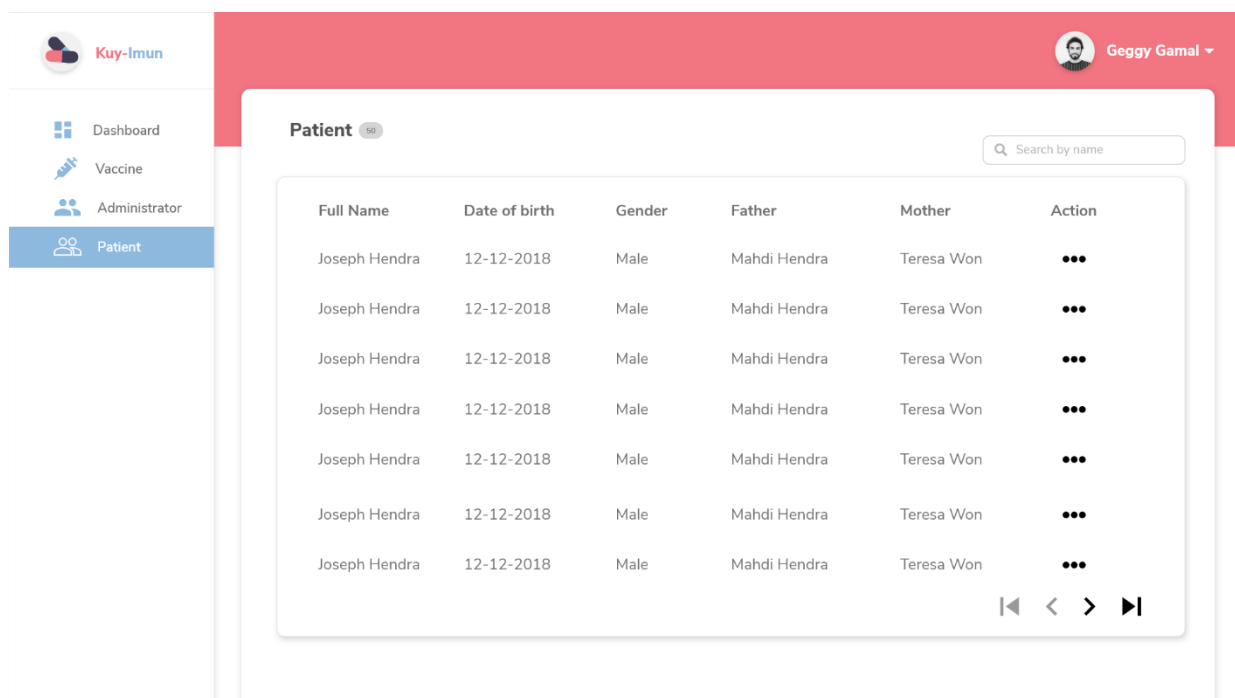 Kuy-Imun
Geggy Gamal
Dashboard
Vaccine
Administrator
Patient
Patient 50
Search by name
Full Name Date of birth Gender Father Mother Action
Joseph Hendra 12-12-2018 Male Mahdi Hendra Teresa Won
Joseph Hendra 12-12-2018 Male Mahdi Hendra Teresa Won
Joseph Hendra 12-12-2018 Male Mahdi Hendra Teresa Won
Joseph Hendra 12-12-2018 Male Mahdi Hendra Teresa Won
Joseph Hendra 12-12-2018 Male Mahdi Hendra Teresa Won
Joseph Hendra 12-12-2018 Male Mahdi Hendra Teresa Won
Joseph Hendra 12-12-2018 Male Mahdi Hendra Teresa Won